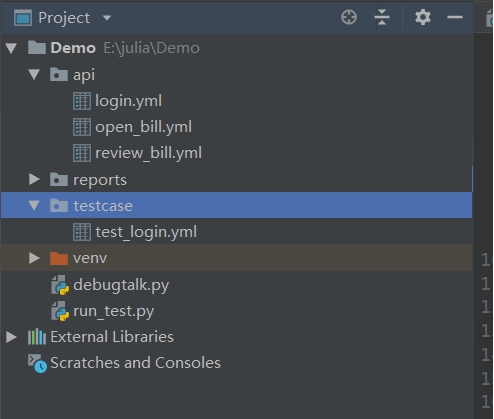 Project
Demo E:\julia\Demo
api
login.yml
open_bill.yml
review_bill.yml
reports
testcase
test_login.yml
venv
debugtalk.py
run_test.py
External Libraries
Scratches and Consoles